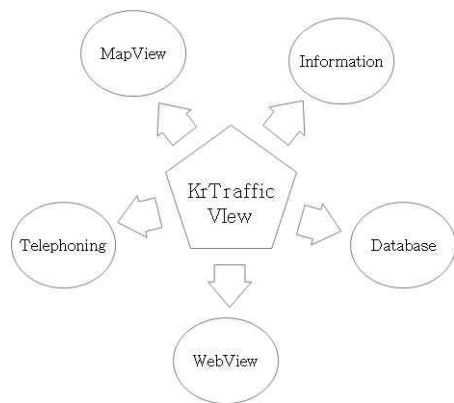 MapView
Information
KrTraffic
VIew
Telephoning
Database
WebView